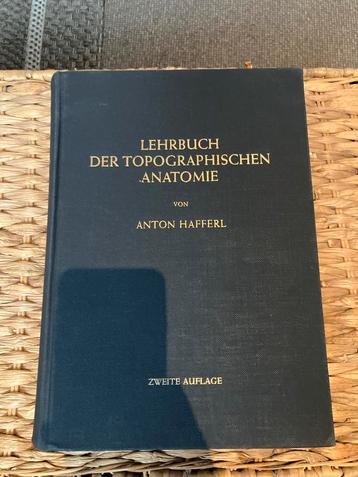 LEHRBUCH
DER TOPOGRAPHISCHEN
ANATOMIE
VON
ANTON HAFFERL
ZWEITE AUFLAGE